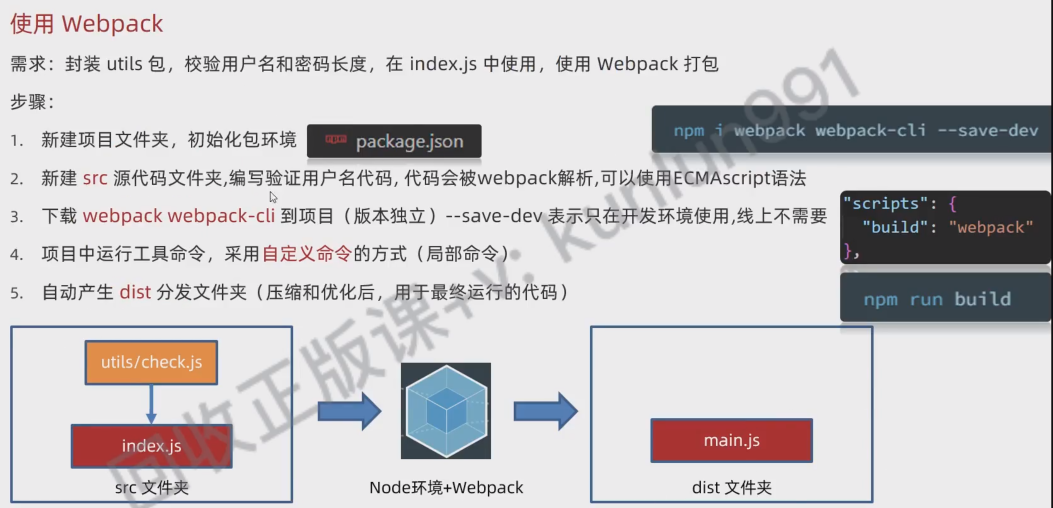 使用 Webpack
需求：封装 utils 包，校验用户名和密码长度，在 index.js 中使用，使用 Webpack 打包
步骤：
1. 新建项目文件夹，初始化包环境 npm package.json
npm i webpack webpack-cli --save-dev
2. 新建 src 源代码文件夹,编写验证用户名代码, 代码会被webpack解析,可以使用ECMAscript语法
3. 下载 webpack webpack-cli 到项目（版本独立）--save-dev 表示只在开发环境使用,线上不需要
"scripts": {
"build": "webpack"
},
4. 项目中运行工具命令，采用自定义命令的方式（局部命令）
5. 自动产生 dist 分发文件夹（压缩和优化后，用于最终运行的代码）
npm run build
utils/check.js
index.js
src 文件夹
Node环境+Webpack
main.js
dist 文件夹
回收正版课+v: kunlun991